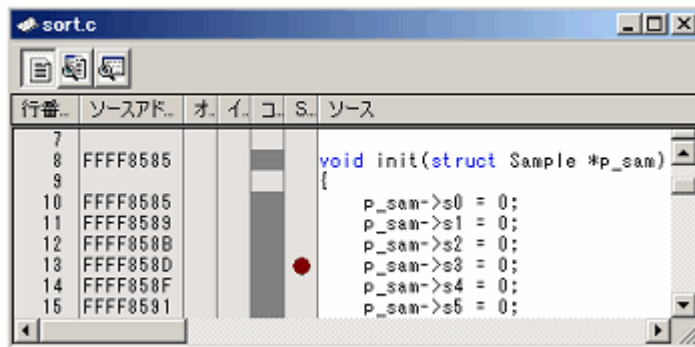 sort.c
行番... ソースアドレ... オ.. イ.. コ.. S.. ソース
7
8 FFFF8585 void init(struct Sample *p_sam)
9 {
10 FFFF8585 p_sam->s0 = 0;
11 FFFF8589 p_sam->s1 = 0;
12 FFFF858B p_sam->s2 = 0;
13 FFFF858D p_sam->s3 = 0;
14 FFFF858F p_sam->s4 = 0;
15 FFFF8591 p_sam->s5 = 0;